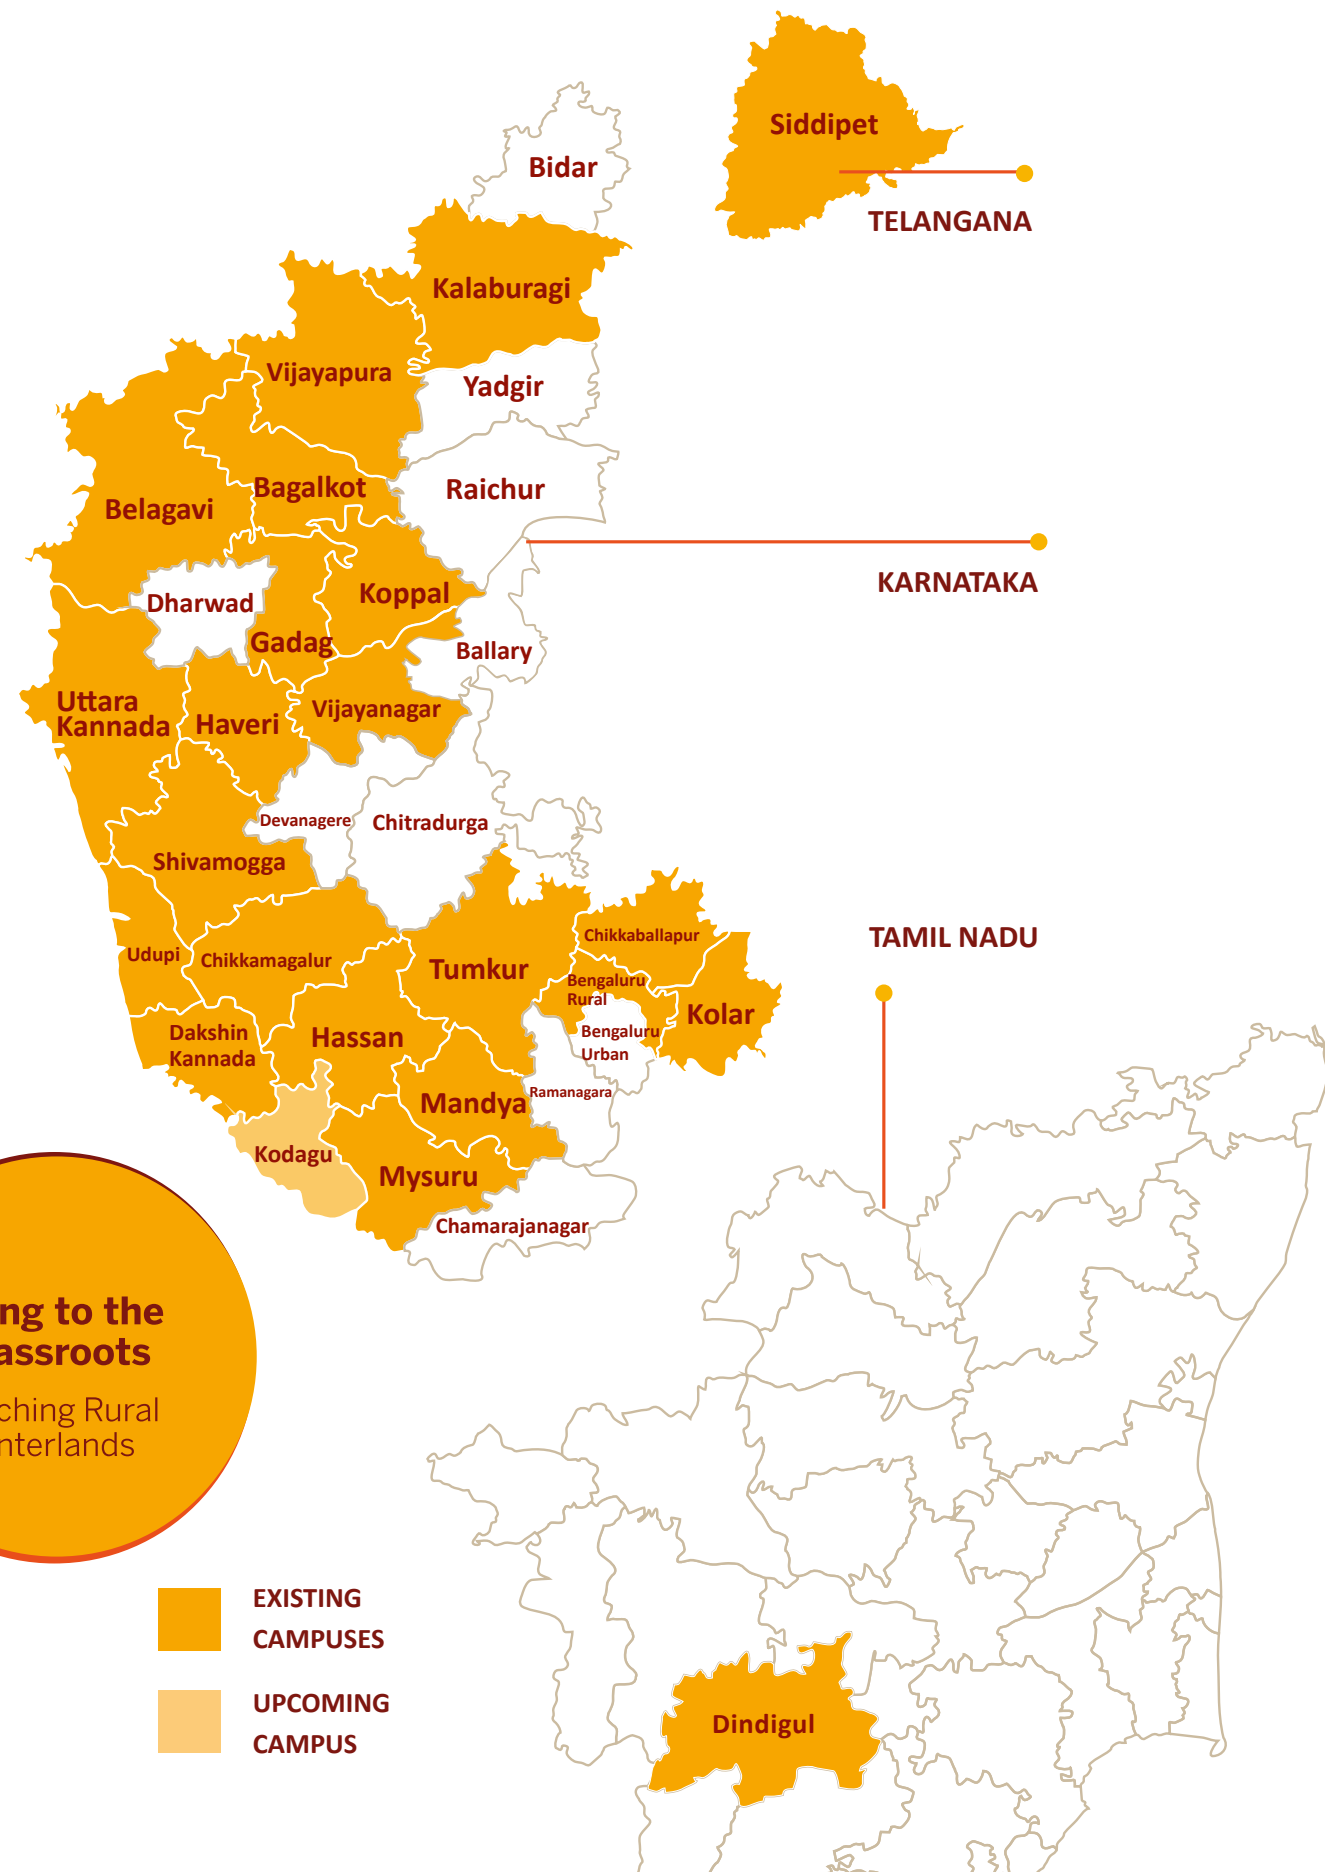 Siddipet
TELANGANA
Bidar
Kalaburagi
Vijayapura
Yadgir
Bagalkot
Raichur
Belagavi
KARNATAKA
Dharwad
Koppal
Gadag
Ballary
Uttara
Kannada
Haveri
Vijayanagar
Devanagere
Chitradurga
Shivamogga
Udupi
Chikkamagalur
Tumkur
Chikkaballapur
TAMIL NADU
Bengaluru
Rural
Kolar
Dakshin
Kannada
Hassan
Bengaluru
Urban
Ramanagara
Mandya
Kodagu
Mysuru
Chamarajanagar
ng to the
assroots
ching Rural
nterlands
EXISTING
CAMPUSES
UPCOMING
CAMPUS
Dindigul